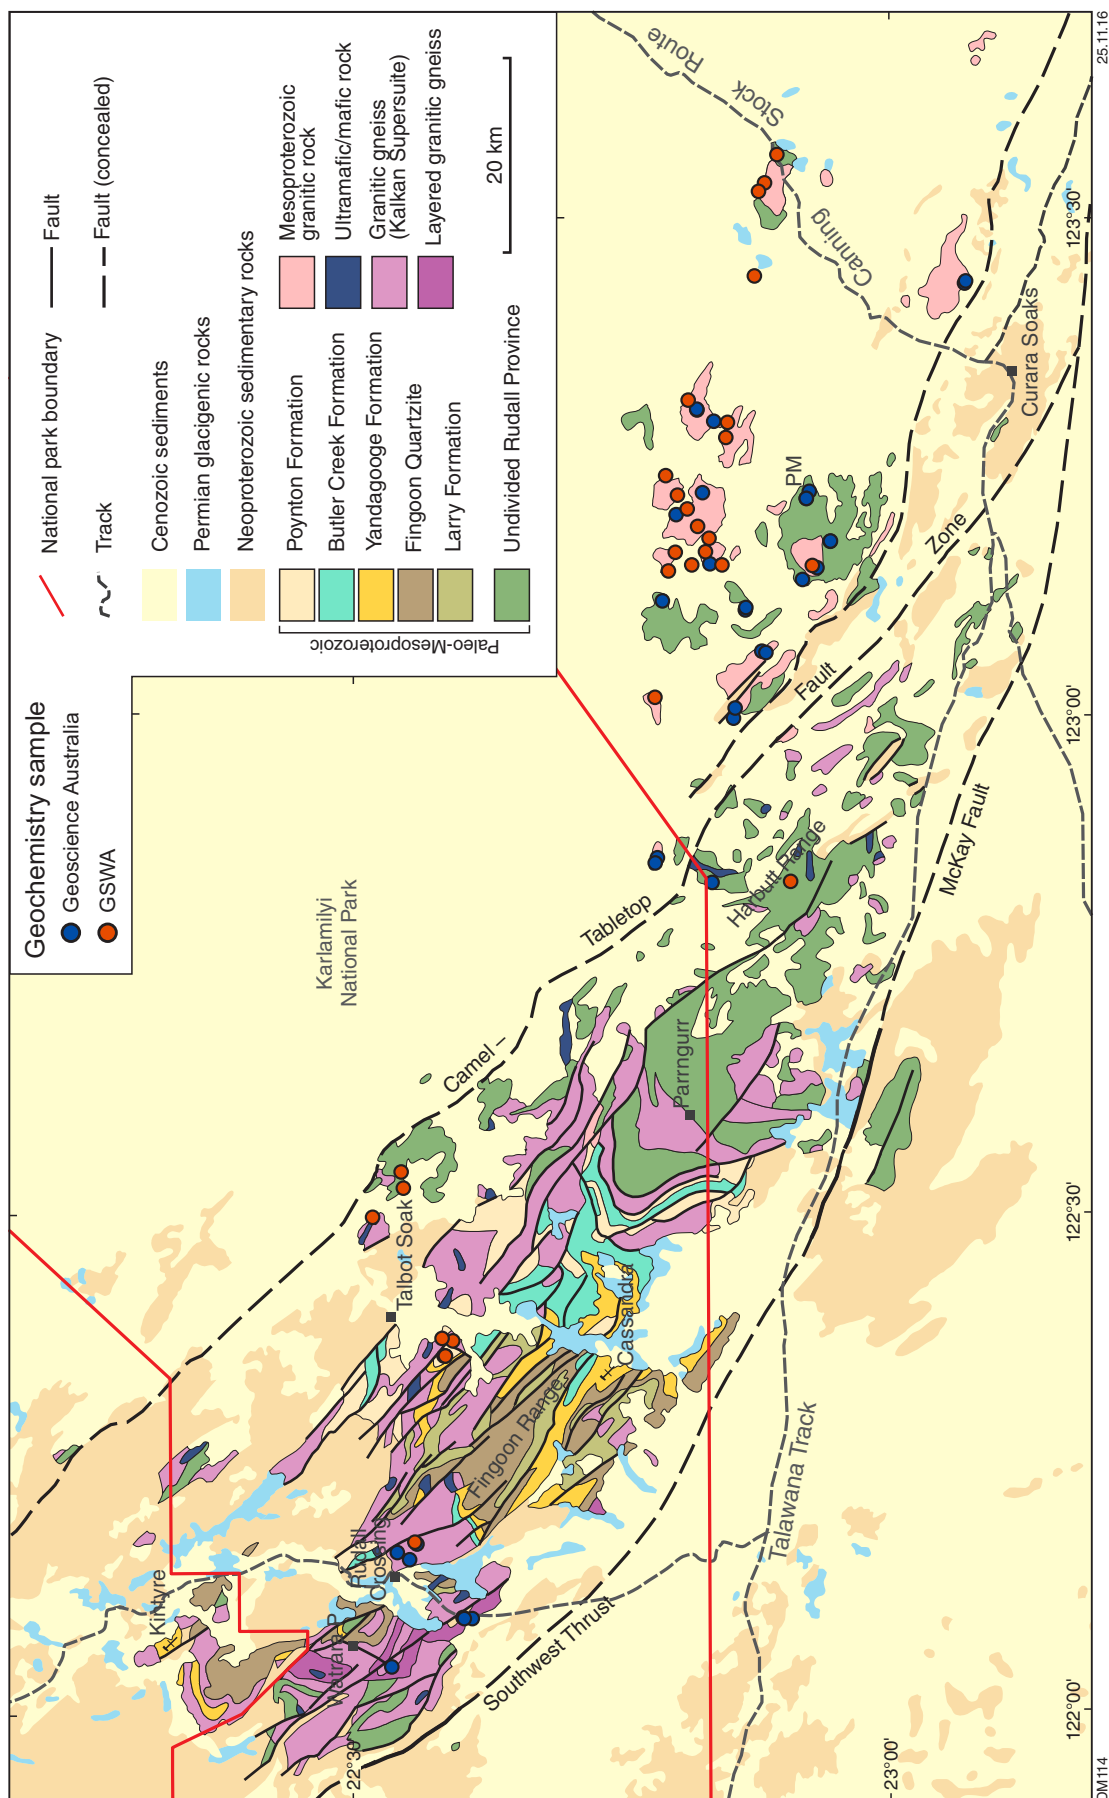 Geochemistry sample
Geoscience Australia
GSWA
National park boundary
Fault
Track
Fault (concealed)
Cenozoic sediments
Permian glacigenic rocks
Neoproterozoic sedimentary rocks
Paleo-Mesoproterozoic
Poynton Formation
Butler Creek Formation
Yandagooge Formation
Fingoon Quartzite
Larry Formation
Undivided Rudall Province
Mesoproterozoic
granitic rock
Ultramafic/mafic rock
Granitic gneiss
(Kalkan Supersuite)
Layered granitic gneiss
20 km
Karlamilyi
National Park
Kintyre
Watrara P
Rudall
Crossing
Talbot Soak
Fingoon Range
Cassandra
Parrngurr
Harbutt Range
Camel –
Tabletop
Fault
Zone
Southwest Thrust
McKay Fault
Talawana Track
PM
Canning
Stock
Route
Curara Soaks
22°30'
23°00'
122°00'
122°30'
123°00'
123°30'
DM114
25.11.16